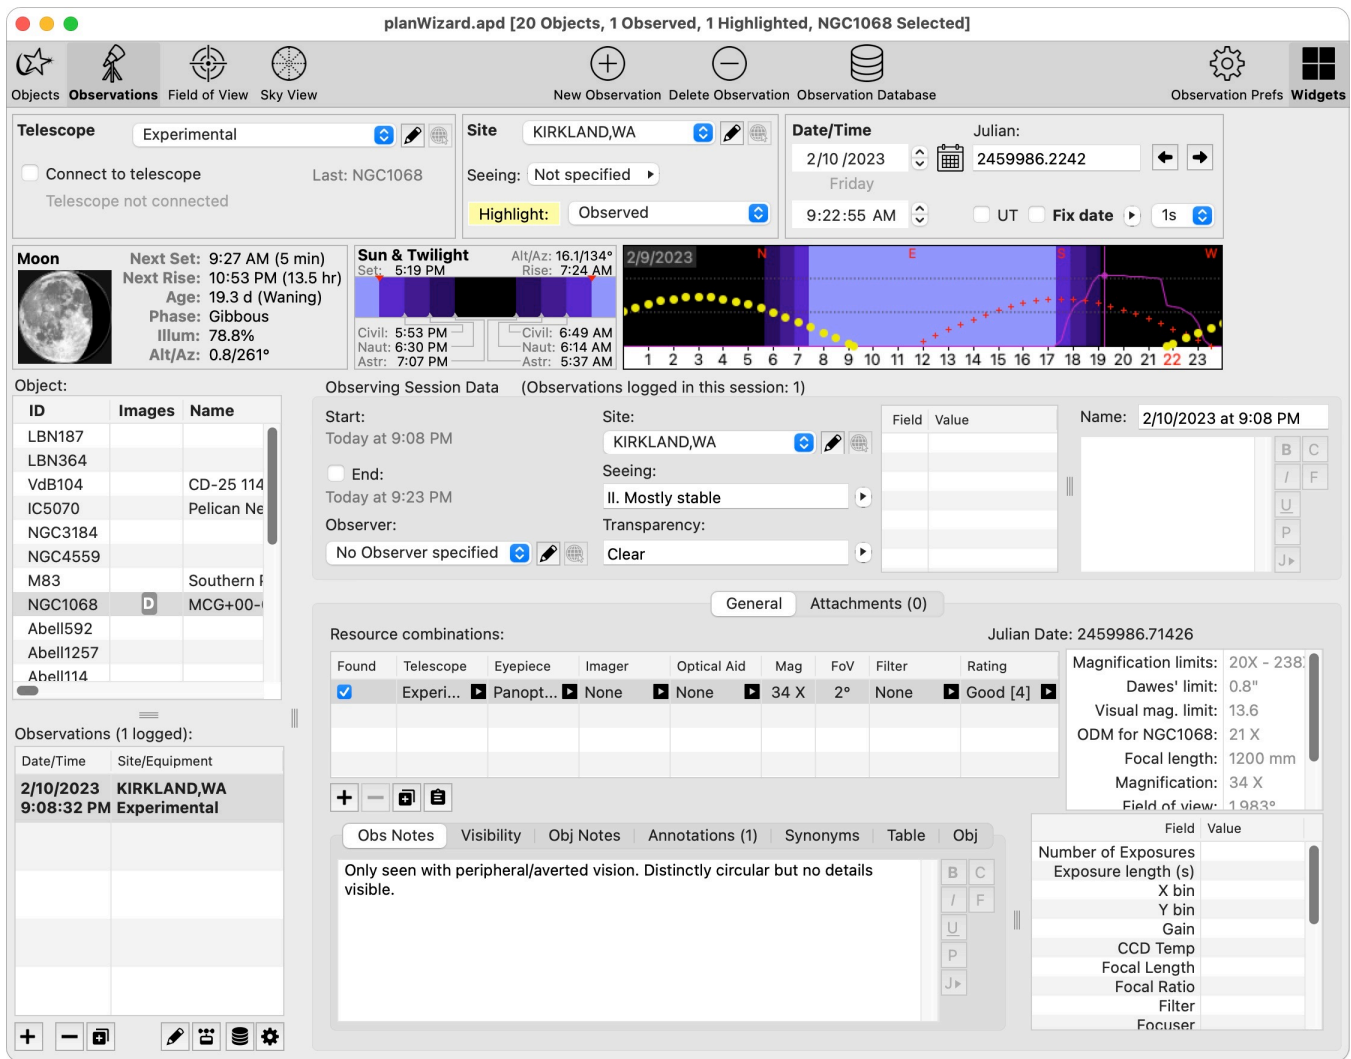 planWizard.apd [20 Objects, 1 Observed, 1 Highlighted, NGC1068 Selected]
Objects Observations Field of View Sky View New Observation Delete Observation Observation Database Observation Prefs Widgets
Telescope Experimental
Connect to telescope Last: NGC1068
Telescope not connected
Site KIRKLAND,WA
Seeing: Not specified
Highlight: Observed
Date/Time Julian:
2/10 /2023 2459986.2242
Friday
9:22:55 AM UT Fix date 1s
Moon
Next Set: 9:27 AM (5 min)
Next Rise: 10:53 PM (13.5 hr)
Age: 19.3 d (Waning)
Phase: Gibbous
Illum: 78.8%
Alt/Az: 0.8/261°
Sun & Twilight Alt/Az: 16.1/134°
Set: 5:19 PM Rise: 7:24 AM
Civil: 5:53 PM Civil: 6:49 AM
Naut: 6:30 PM Naut: 6:14 AM
Astr: 7:07 PM Astr: 5:37 AM
2/9/2023 N E S W
1 2 3 4 5 6 7 8 9 10 11 12 13 14 15 16 17 18 19 20 21 22 23
Object:
ID Images Name
LBN187
LBN364
VdB104 CD-25 114
IC5070 Pelican Ne
NGC3184
NGC4559
M83 Southern
NGC1068 D MCG+00-
Abell592
Abell1257
Abell114
Observations (1 logged):
Date/Time Site/Equipment
2/10/2023 KIRKLAND,WA
9:08:32 PM Experimental
Observing Session Data (Observations logged in this session: 1)
Start:
Today at 9:08 PM
End:
Today at 9:23 PM
Observer:
No Observer specified
Site:
KIRKLAND,WA
Seeing:
II. Mostly stable
Transparency:
Clear
Field Value
Name: 2/10/2023 at 9:08 PM
B C
I F
U
P
J
General Attachments (0)
Resource combinations: Julian Date: 2459986.71426
Found Telescope Eyepiece Imager Optical Aid Mag FoV Filter Rating
Experi... Panopt... None None 34 X 2° None Good [4]
Magnification limits: 20X - 238
Dawes' limit: 0.8"
Visual mag. limit: 13.6
ODM for NGC1068: 21 X
Focal length: 1200 mm
Magnification: 34 X
Field of view: 1.983°
Obs Notes Visibility Obj Notes Annotations (1) Synonyms Table Obj
Only seen with peripheral/averted vision. Distinctly circular but no details
visible.
B C
I F
U
P
J
Field Value
Number of Exposures
Exposure length (s)
X bin
Y bin
Gain
CCD Temp
Focal Length
Focal Ratio
Filter
Focuser